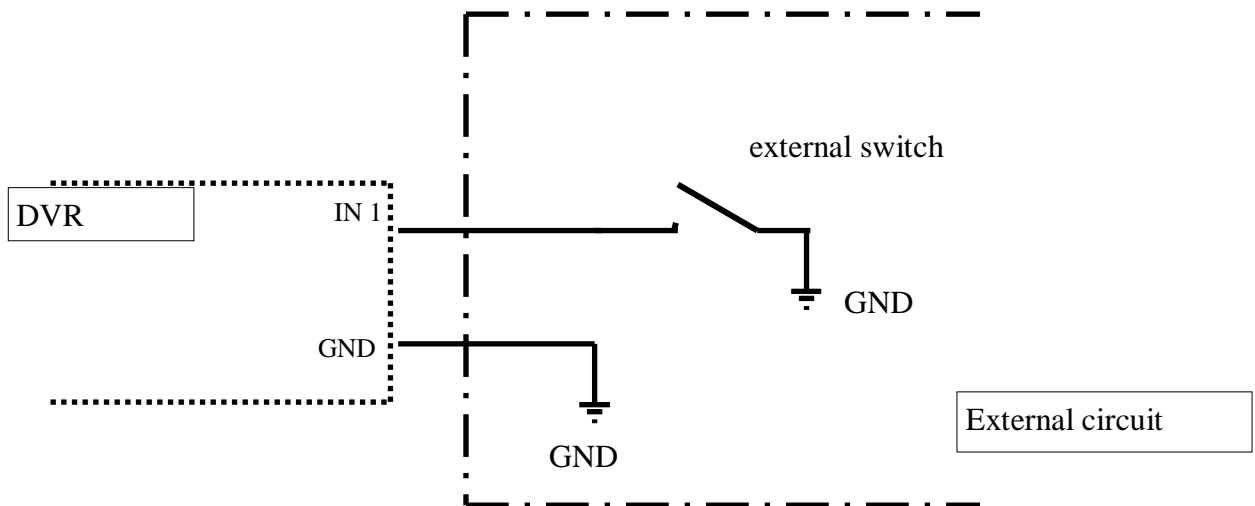 external switch
DVR
IN 1
GND
GND
GND
External circuit